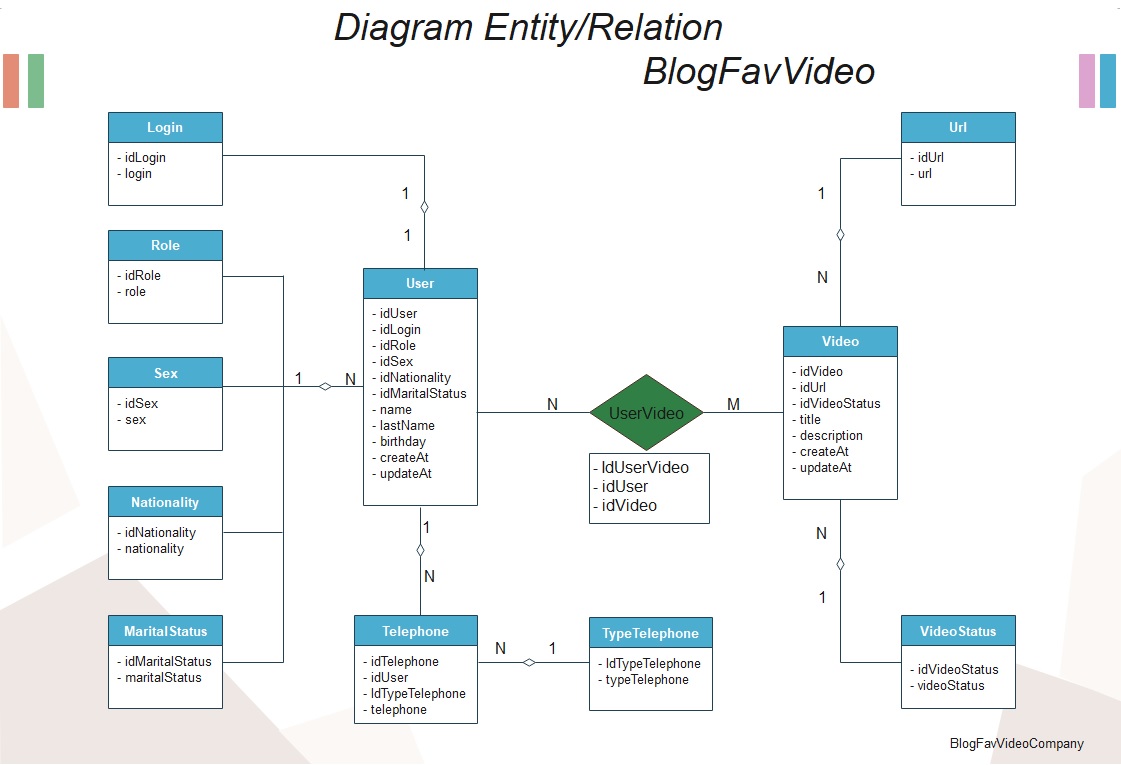 Diagram Entity/Relation
BlogFavVideo
Login
- idLogin
- login
Role
- idRole
- role
Sex
- idSex
- sex
Nationality
- idNationality
- nationality
MaritalStatus
- idMaritalStatus
- maritalStatus
1
1
1
N
User
- idUser
- idLogin
- idRole
- idSex
- idNationality
- idMaritalStatus
- name
- lastName
- birthday
- createAt
- updateAt
1
N
Telephone
- idTelephone
- idUser
- IdTypeTelephone
- telephone
N
1
TypeTelephone
- IdTypeTelephone
- typeTelephone
N
UserVideo
M
- IdUserVideo
- idUser
- idVideo
Url
- idUrl
- url
1
N
Video
- idVideo
- idUrl
- idVideoStatus
- title
- description
- createAt
- updateAt
N
1
VideoStatus
- idVideoStatus
- videoStatus
BlogFavVideoCompany